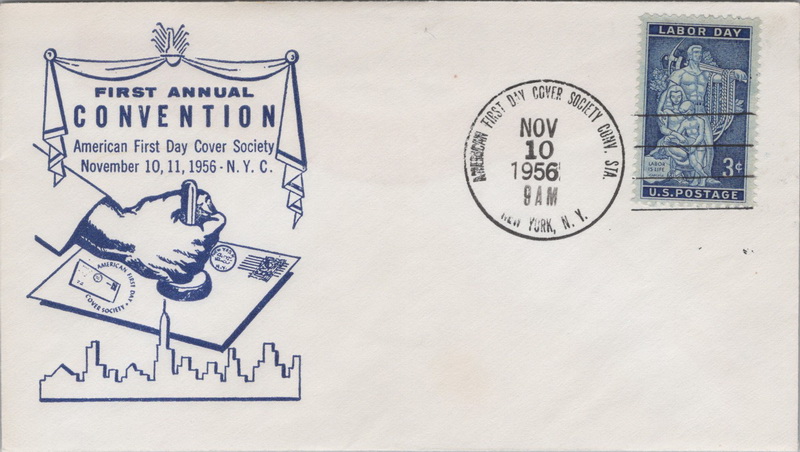 FIRST ANNUAL
CONVENTION
American First Day Cover Society
November 10, 11, 1956 - N. Y. C.
AMERICAN FIRST DAY
COVER SOCIETY
NEW YORK
N.Y.
AMERICAN FIRST DAY COVER SOCIETY CONV. STA.
NOV
10
1956
9 AM
NEW YORK, N. Y.
LABOR DAY
LABOR
IS LIFE
3¢
U.S. POSTAGE